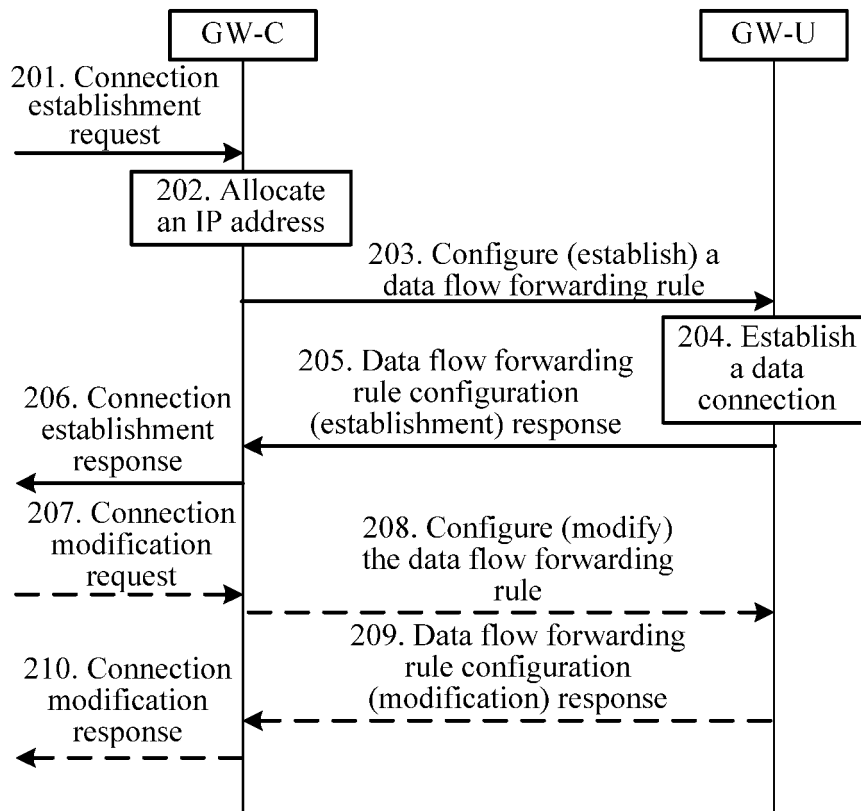 GW-C
GW-U
201. Connection
establishment
request
202. Allocate
an IP address
203. Configure (establish) a
data flow forwarding rule
204. Establish
a data
connection
205. Data flow forwarding
rule configuration
(establishment) response
206. Connection
establishment
response
207. Connection
modification
request
208. Configure (modify)
the data flow forwarding
rule
209. Data flow forwarding
rule configuration
(modification) response
210. Connection
modification
response